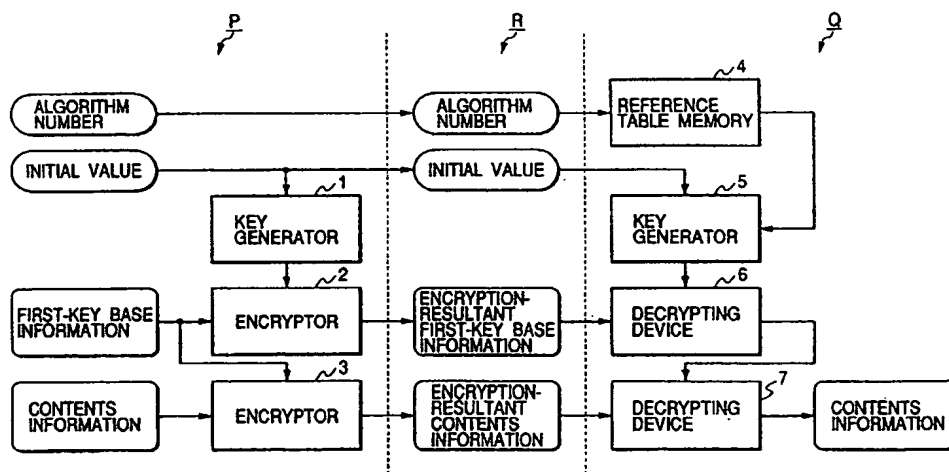 P
R
Q
4
ALGORITHM
NUMBER
ALGORITHM
NUMBER
REFERENCE
TABLE MEMORY
INITIAL VALUE
INITIAL VALUE
1
KEY
GENERATOR
5
KEY
GENERATOR
2
FIRST-KEY BASE
INFORMATION
ENCRYPTOR
ENCRYPTION-
RESULTANT
FIRST-KEY BASE
INFORMATION
6
DECRYPTING
DEVICE
3
CONTENTS
INFORMATION
ENCRYPTOR
ENCRYPTION-
RESULTANT
CONTENTS
INFORMATION
7
DECRYPTING
DEVICE
CONTENTS
INFORMATION